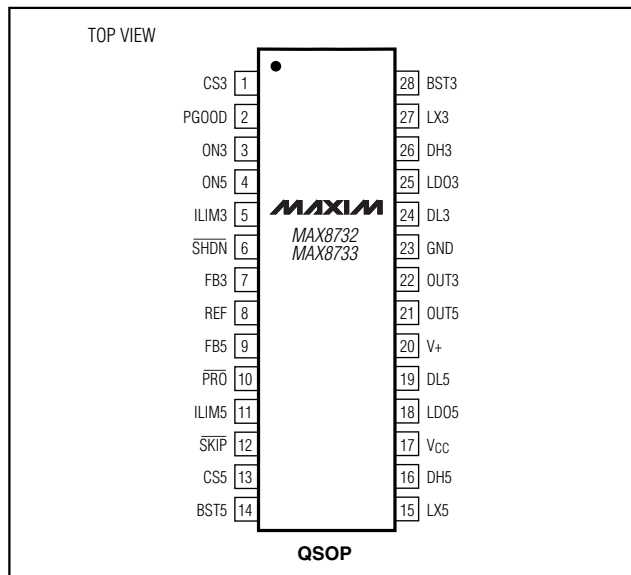 TOP VIEW
CS3 1
PGOOD 2
ON3 3
ON5 4
ILIM3 5
SHDN 6
FB3 7
REF 8
FB5 9
PRO 10
ILIM5 11
SKIP 12
CS5 13
BST5 14
MAXIM
MAX8732
MAX8733
28 BST3
27 LX3
26 DH3
25 LDO3
24 DL3
23 GND
22 OUT3
21 OUT5
20 V+
19 DL5
18 LDO5
17 VCC
16 DH5
15 LX5
QSOP